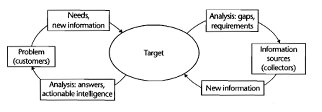 Needs,
new information
Analysis: gaps,
requirements
Problem
(customers)
Target
Information
sources
(collectors)
Analysis: answers,
actionable intelligence
New information